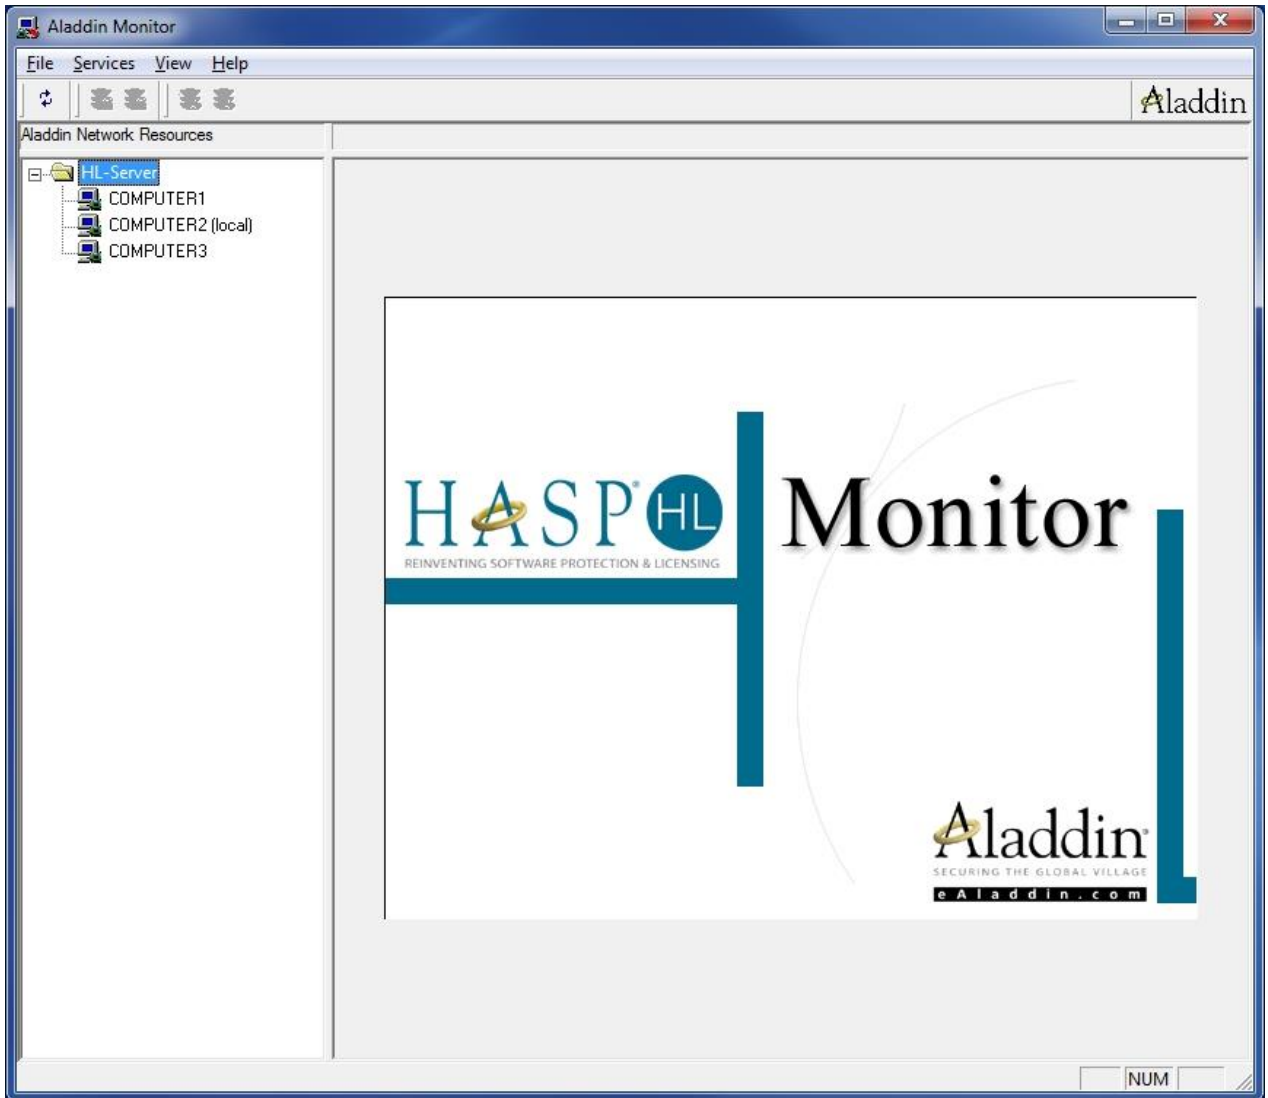 Aladdin Monitor
File Services View Help
Aladdin
Aladdin Network Resources
HL-Server
COMPUTER1
COMPUTER2 (local)
COMPUTER3
HASP® HL
REINVENTING SOFTWARE PROTECTION & LICENSING
Monitor
Aladdin®
SECURING THE GLOBAL VILLAGE
eAladdin.com
NUM